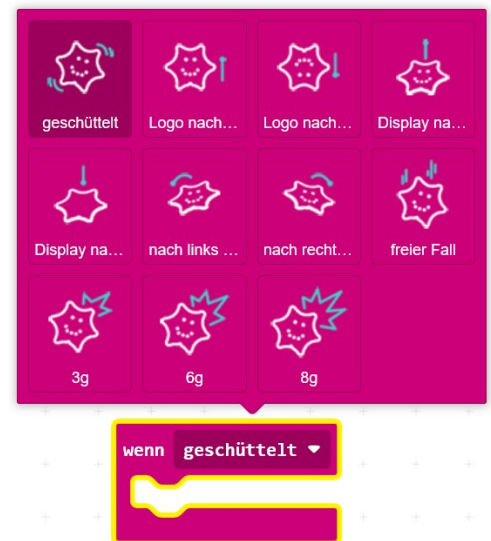 geschüttelt Logo nach... Logo nach... Display na...
Display na... nach links ... nach recht... freier Fall
3g 6g 8g
wenn geschüttelt